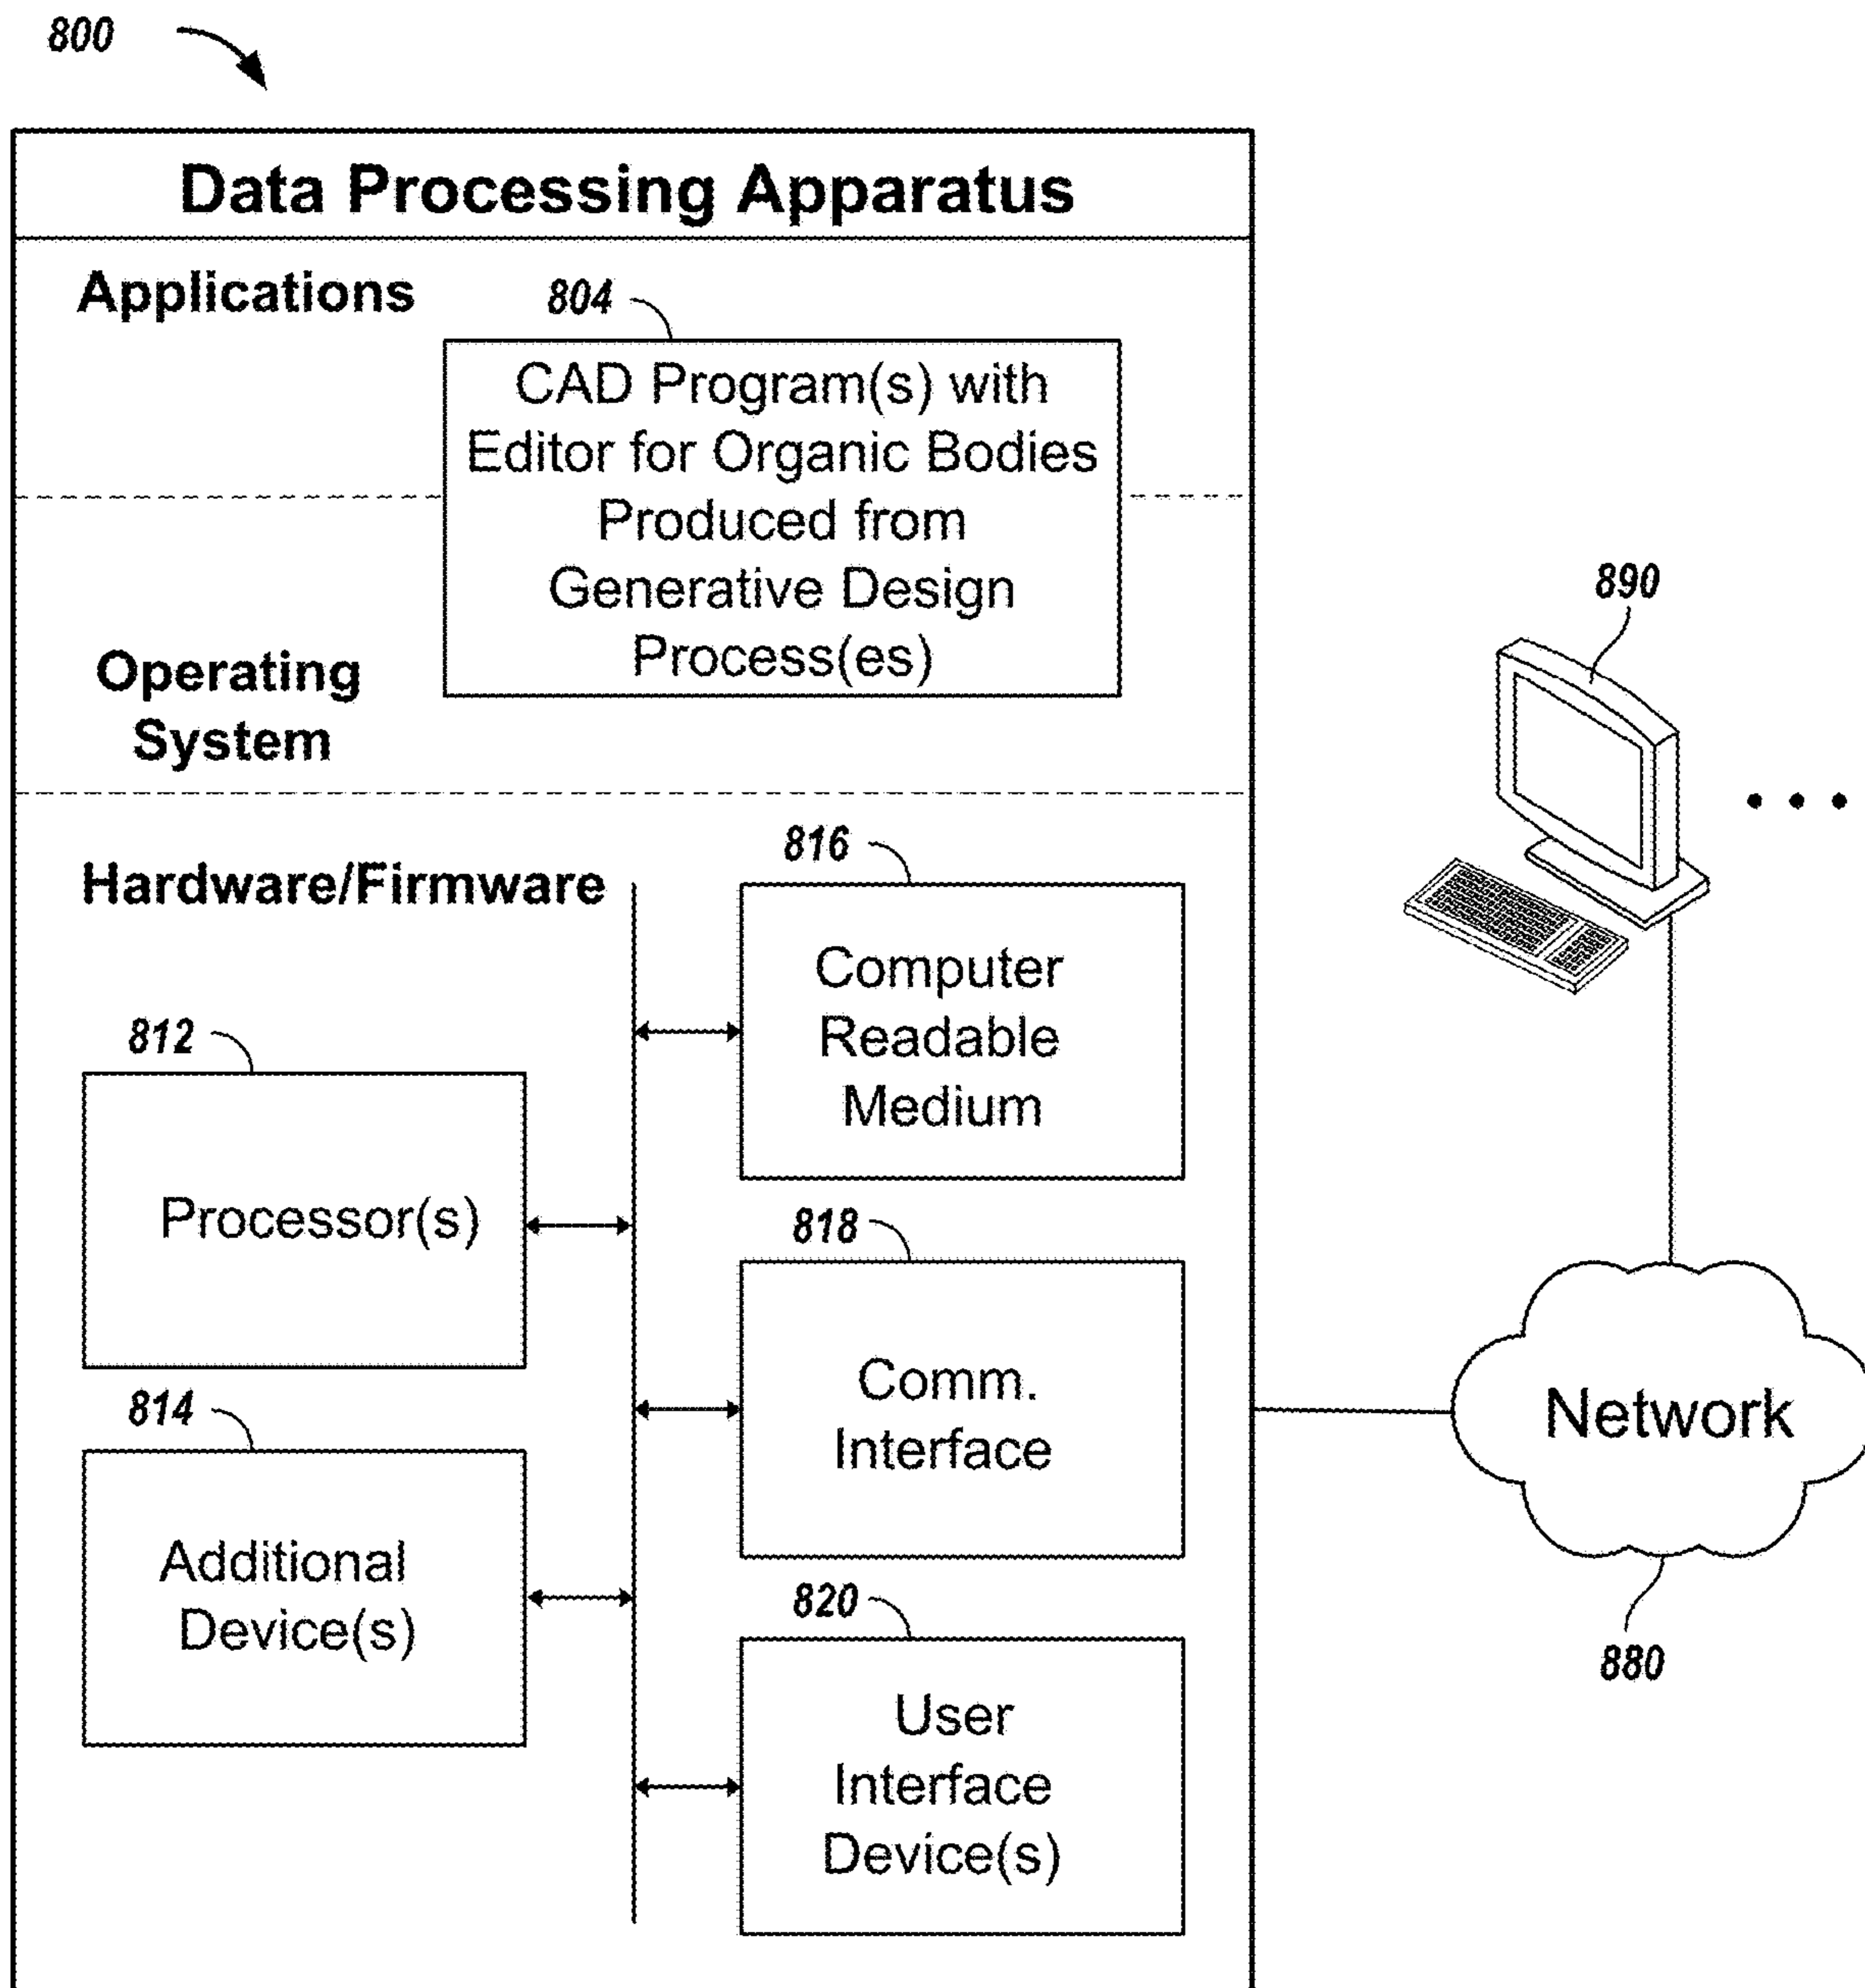 800
Data Processing Apparatus
Applications
804
CAD Program(s) with
Editor for Organic Bodies
Produced from
Generative Design
Process(es)
Operating
System
890
Hardware/Firmware
816
Computer
Readable
Medium
812
Processor(s)
818
Comm.
Interface
814
Additional
Device(s)
820
User
Interface
Device(s)
Network
880